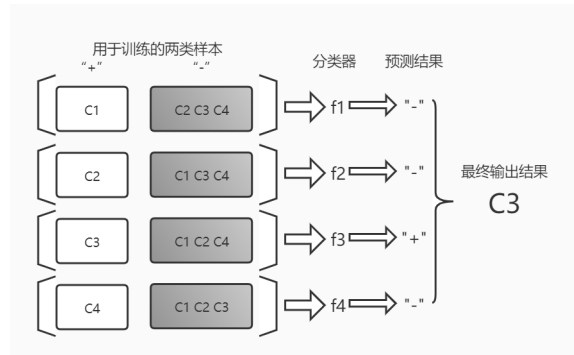 用于训练的两类样本
“+” “-”
分类器 预测结果
C1 C2 C3 C4 f1 "-"
C2 C1 C3 C4 f2 "-"
最终输出结果
C3
C3 C1 C2 C4 f3 "+"
C4 C1 C2 C3 f4 "-"